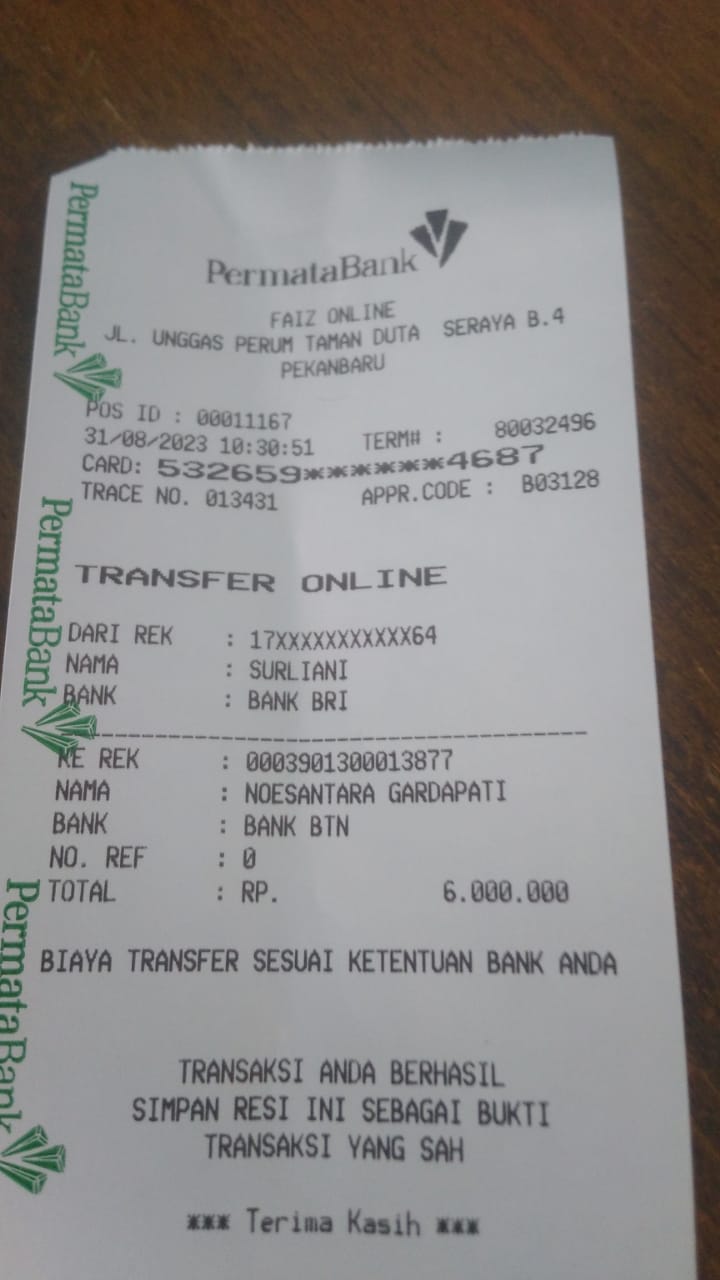 PermataBank
FAIZ ONLINE
JL. UNGGAS PERUM TAMAN DUTA SERAYA B.4
PEKANBARU
POS ID : 00011167
31/08/2023 10:30:51 TERM# : 80032496
CARD: 532659******4687
TRACE NO. 013431 APPR.CODE : B03128
TRANSFER ONLINE
DARI REK : 17XXXXXXXXXXX64
NAMA : SURLIANI
BANK : BANK BRI
KE REK : 0003901300013877
NAMA : NOESANTARA GARDAPATI
BANK : BANK BTN
NO. REF : 0
TOTAL : RP. 6.000.000
BIAYA TRANSFER SESUAI KETENTUAN BANK ANDA
TRANSAKSI ANDA BERHASIL
SIMPAN RESI INI SEBAGAI BUKTI
TRANSAKSI YANG SAH
*** Terima Kasih ***
PermataBank
PermataBank
PermataBank